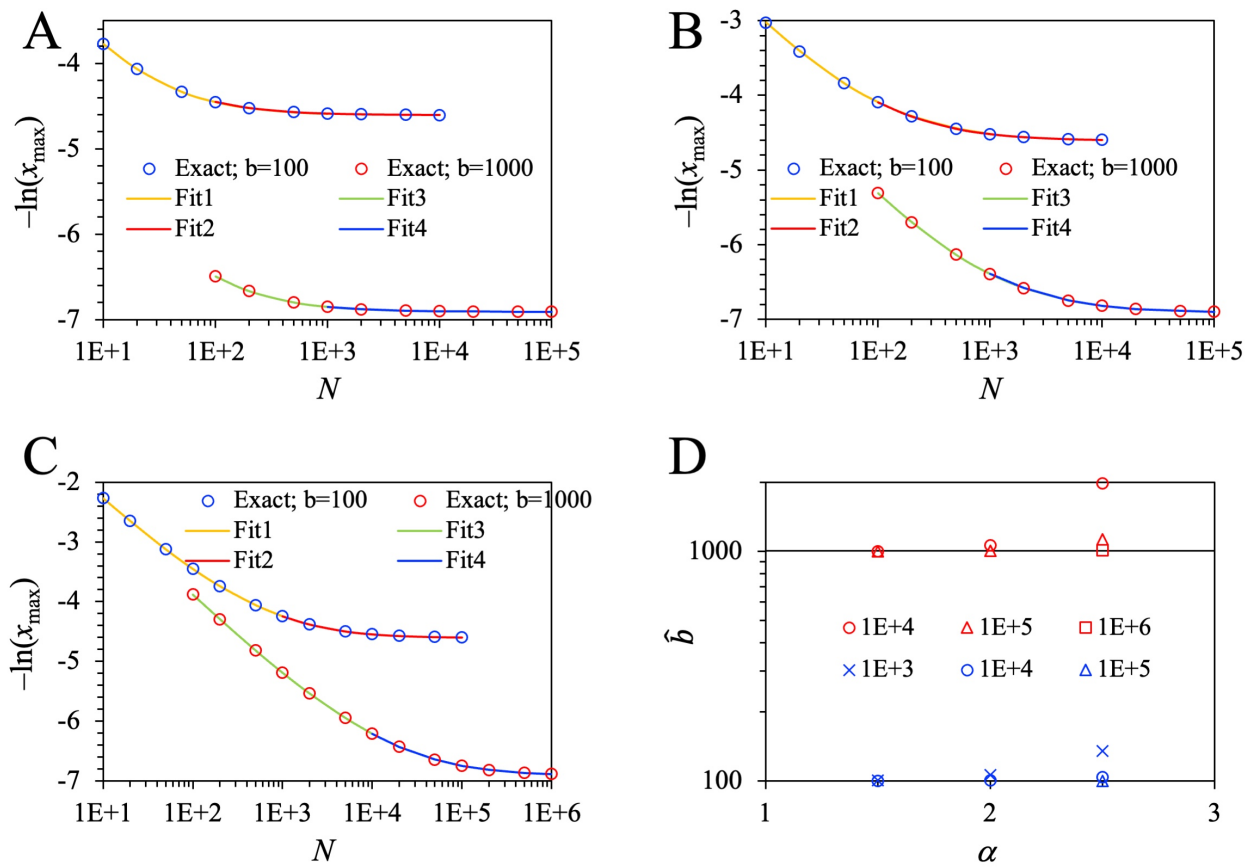 A
-4
-5
-6
-7
−ln(xmax)
Exact; b=100
Exact; b=1000
Fit1
Fit3
Fit2
Fit4
1E+1
1E+2
1E+3
1E+4
1E+5
N
B
-3
-4
-5
-6
-7
−ln(xmax)
Exact; b=100
Exact; b=1000
Fit1
Fit3
Fit2
Fit4
1E+1
1E+2
1E+3
1E+4
1E+5
N
C
-2
-3
-4
-5
-6
-7
−ln(xmax)
Exact; b=100
Exact; b=1000
Fit1
Fit3
Fit2
Fit4
1E+1
1E+2
1E+3
1E+4
1E+5
1E+6
N
D
1000
100
b̂
1E+4
1E+5
1E+6
1E+3
1E+4
1E+5
1
2
3
α